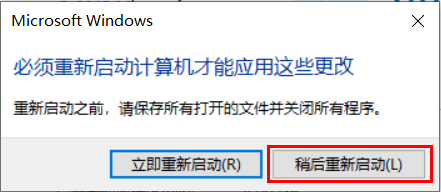 Microsoft Windows
必须重新启动计算机才能应用这些更改
重新启动之前，请保存所有打开的文件并关闭所有程序。
立即重新启动(R)
稍后重新启动(L)